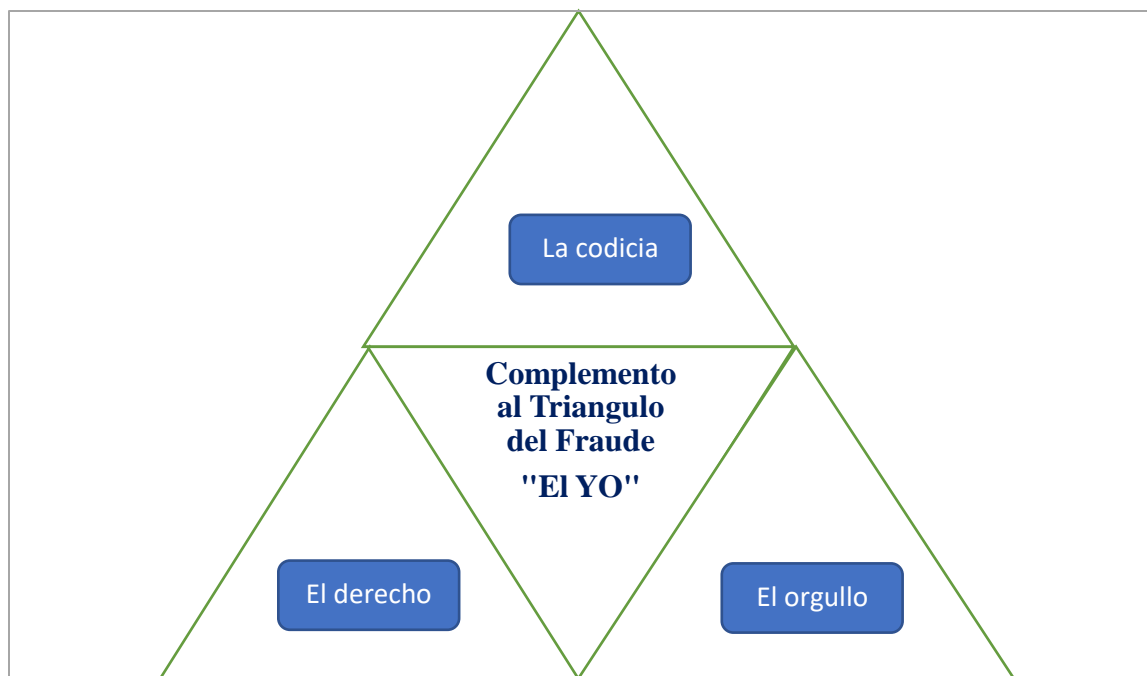 La codicia
Complemento
al Triangulo
del Fraude
"El YO"
El derecho
El orgullo